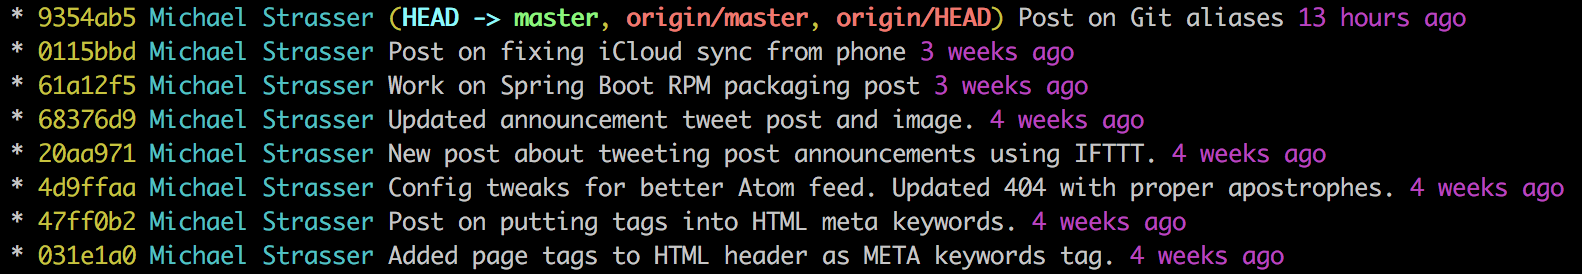 * 9354ab5 Michael Strasser (HEAD -> master, origin/master, origin/HEAD) Post on Git aliases 13 hours ago
* 0115bbd Michael Strasser Post on fixing iCloud sync from phone 3 weeks ago
* 61a12f5 Michael Strasser Work on Spring Boot RPM packaging post 3 weeks ago
* 68376d9 Michael Strasser Updated announcement tweet post and image. 4 weeks ago
* 20aa971 Michael Strasser New post about tweeting post announcements using IFTTT. 4 weeks ago
* 4d9ffaa Michael Strasser Config tweaks for better Atom feed. Updated 404 with proper apostrophes. 4 weeks ago
* 47ff0b2 Michael Strasser Post on putting tags into HTML meta keywords. 4 weeks ago
* 031e1a0 Michael Strasser Added page tags to HTML header as META keywords tag. 4 weeks ago